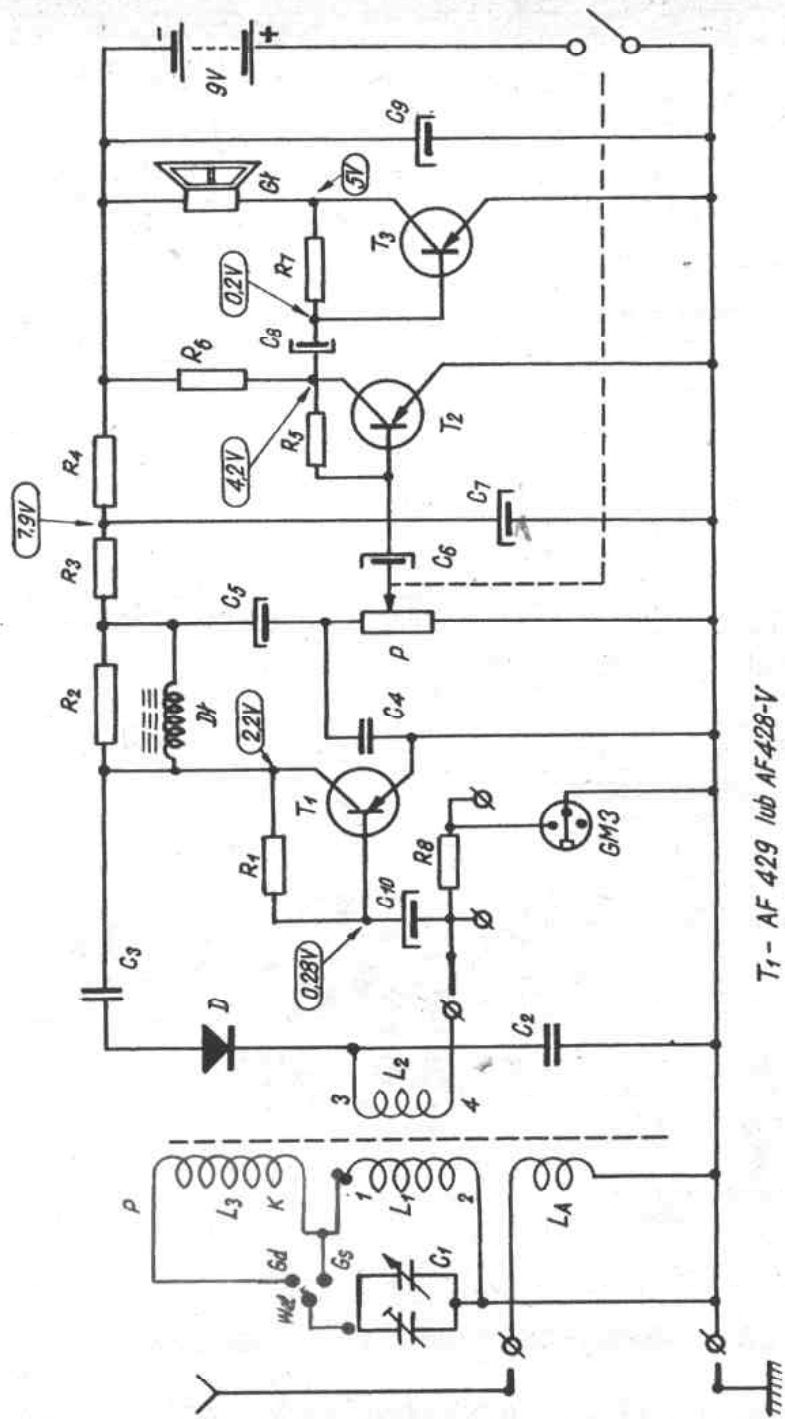 7,9V
R2
R3
R4
C3
Dł
C5
R6
9V
-
+
Gł
P
L3
K
D
R1
2,2V
4,2V
0,2V
5V
R5
C8
R7
C9
T1
T2
T3
Gd
Gs
3
L2
4
0,28V
C10
C4
P
C6
C7
1
L1
2
R8
C1
C2
GM3
LA
T1 - AF 429 lub AF428-V